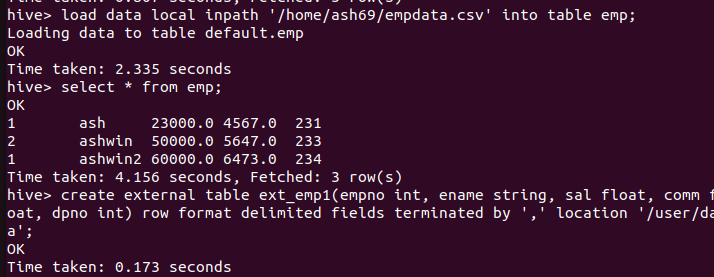 Time taken: 0.807 seconds, Fetched: 3 row(s)
hive> load data local inpath '/home/ash69/empdata.csv' into table emp;
Loading data to table default.emp
OK
Time taken: 2.335 seconds
hive> select * from emp;
OK
1 ash 23000.0 4567.0 231
2 ashwin 50000.0 5647.0 233
1 ashwin2 60000.0 6473.0 234
Time taken: 4.156 seconds, Fetched: 3 row(s)
hive> create external table ext_emp1(empno int, ename string, sal float, comm f
oat, dpno int) row format delimited fields terminated by ',' location '/user/da
a';
OK
Time taken: 0.173 seconds